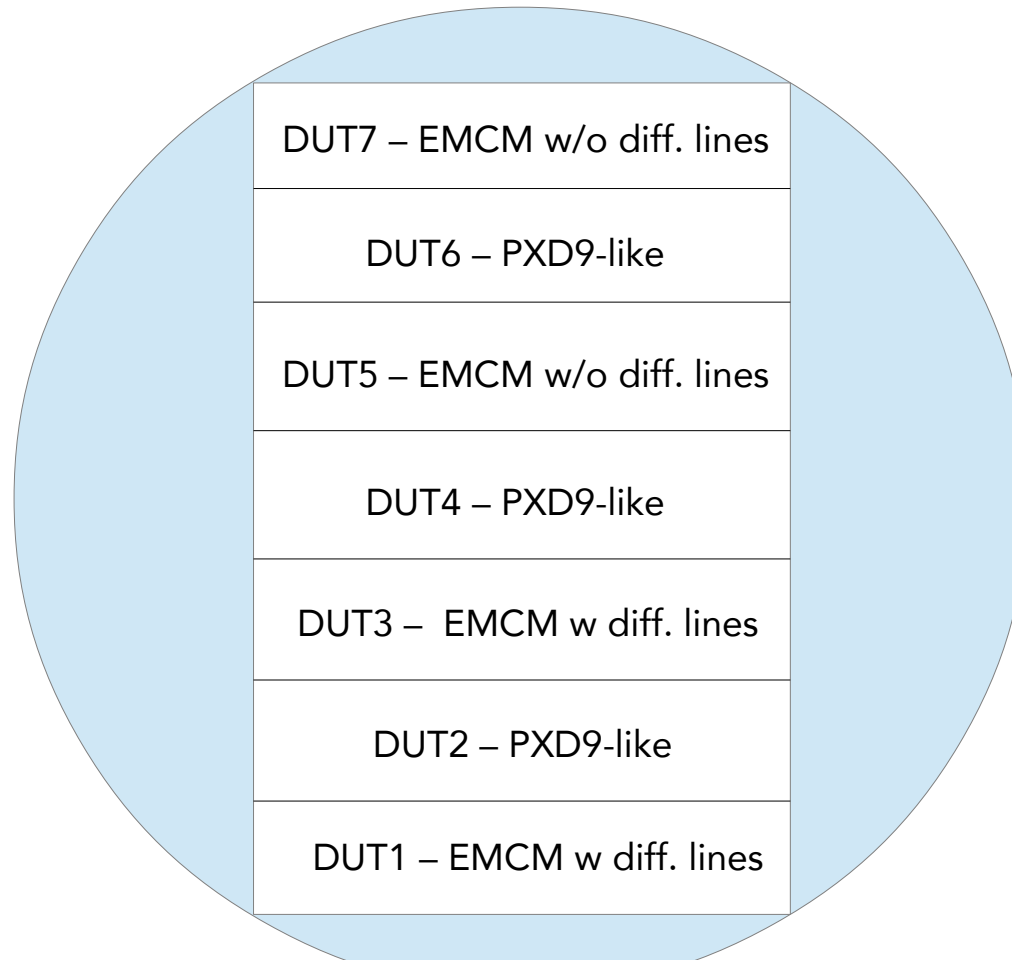 DUT7 – EMCM w/o diff. lines
DUT6 – PXD9-like
DUT5 – EMCM w/o diff. lines
DUT4 – PXD9-like
DUT3 – EMCM w diff. lines
DUT2 – PXD9-like
DUT1 – EMCM w diff. lines